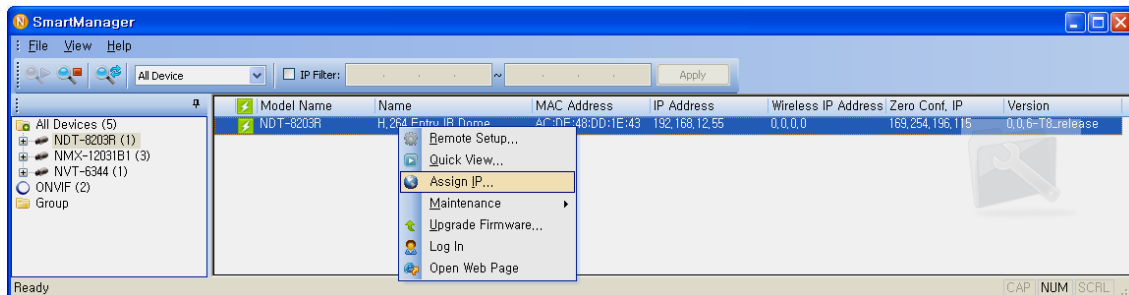 SmartManager
File View Help
All Device IP Filter: . . . ~ . . . Apply
Model Name Name MAC Address IP Address Wireless IP Address Zero Conf, IP Version
All Devices (5)
NDT-8203R (1)
NMX-12031B1 (3)
NVT-6344 (1)
ONVIF (2)
Group
NDT-8203R H,264 Entry IR Dome AC:DE:48:DD:1E:43 192,168,12,55 0,0,0,0 169,254,196,115 0,0,6-T8_release
Remote Setup,,,
Quick View,,,
Assign IP,,,
Maintenance
Upgrade Firmware,,,
Log In
Open Web Page
Ready CAP NUM SCRL